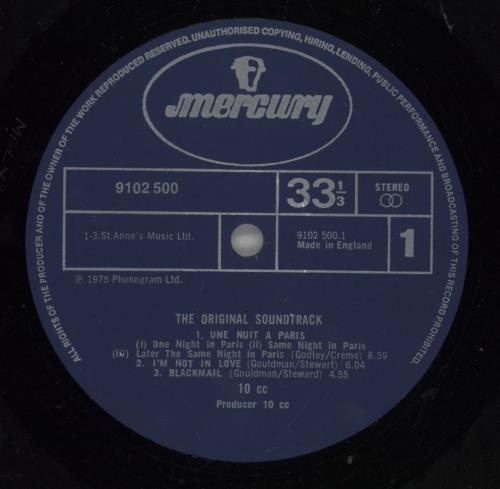 ALL RIGHTS OF THE PRODUCER AND OF THE OWNER OF THE WORK REPRODUCED RESERVED. UNAUTHORISED COPYING, HIRING, LENDING, PUBLIC PERFORMANCE AND BROADCASTING OF THIS RECORD PROHIBITED.
mercury
9102 500
33 1/3
STEREO
1-3.St.Anne's Music Ltd.
9102 500.1
Made in England
1
Ⓟ 1975 Phonogram Ltd.
THE ORIGINAL SOUNDTRACK
1. UNE NUIT A PARIS
(i) One Night in Paris (ii) Same Night in Paris
(iii) Later The Same Night in Paris (Godley/Creme) 8.39
2. I'M NOT IN LOVE (Gouldman/Stewart) 6.04
3. BLACKMAIL (Gouldman/Steward) 4.55
10 cc
Producer 10 cc